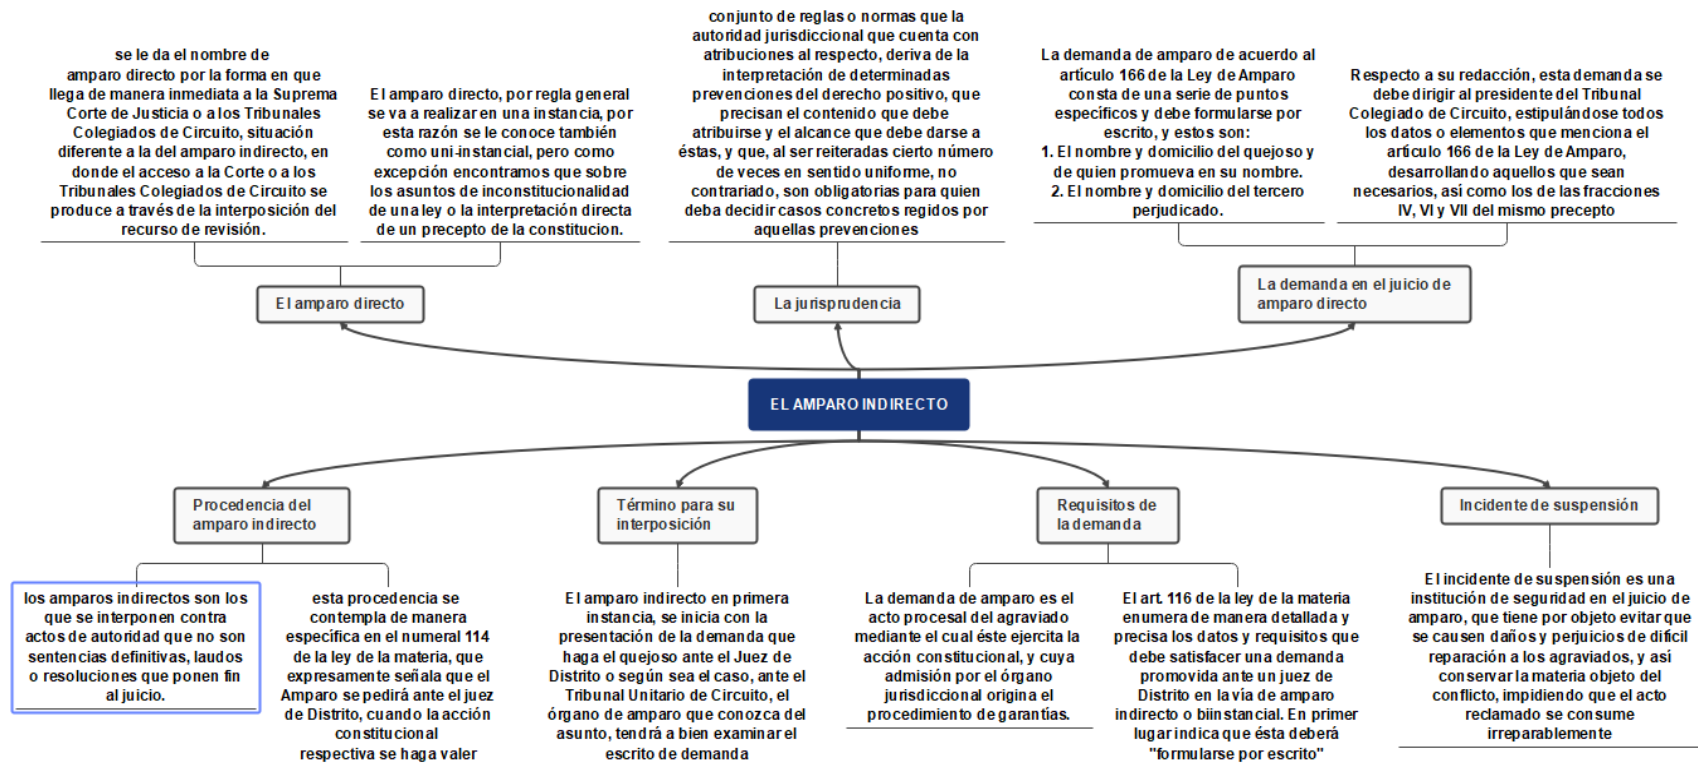 se le da el nombre de
amparo directo por la forma en que
llega de manera inmediata a la Suprema
Corte de Justicia o a los Tribunales
Colegiados de Circuito, situación
diferente a la del amparo indirecto, en
donde el acceso a la Corte o a los
Tribunales Colegiados de Circuito se
produce a través de la interposición del
recurso de revisión.
El amparo directo, por regla general
se va a realizar en una instancia, por
esta razón se le conoce también
como uni-instancial, pero como
excepción encontramos que sobre
los asuntos de inconstitucionalidad
de una ley o la interpretación directa
de un precepto de la constitucion.
conjunto de reglas o normas que la
autoridad jurisdiccional que cuenta con
atribuciones al respecto, deriva de la
interpretación de determinadas
prevenciones del derecho positivo, que
precisan el contenido que debe
atribuirse y el alcance que debe darse a
éstas, y que, al ser reiteradas cierto número
de veces en sentido uniforme, no
contrariado, son obligatorias para quien
deba decidir casos concretos regidos por
aquellas prevenciones
La demanda de amparo de acuerdo al
artículo 166 de la Ley de Amparo
consta de una serie de puntos
específicos y debe formularse por
escrito, y estos son:
1. El nombre y domicilio del quejoso y
de quien promueva en su nombre.
2. El nombre y domicilio del tercero
perjudicado.
Respecto a su redacción, esta demanda se
debe dirigir al presidente del Tribunal
Colegiado de Circuito, estipulándose todos
los datos o elementos que menciona el
artículo 166 de la Ley de Amparo,
desarrollando aquellos que sean
necesarios, así como los de las fracciones
IV, VI y VII del mismo precepto
El amparo directo
La jurisprudencia
La demanda en el juicio de
amparo directo
EL AMPARO INDIRECTO
Procedencia del
amparo indirecto
Término para su
interposición
Requisitos de
la demanda
Incidente de suspensión
los amparos indirectos son los
que se interponen contra
actos de autoridad que no son
sentencias definitivas, laudos
o resoluciones que ponen fin
al juicio.
esta procedencia se
contempla de manera
específica en el numeral 114
de la ley de la materia, que
expresamente señala que el
Amparo se pedirá ante el juez
de Distrito, cuando la acción
constitucional
respectiva se haga valer
El amparo indirecto en primera
instancia, se inicia con la
presentación de la demanda que
haga el quejoso ante el Juez de
Distrito o según sea el caso, ante el
Tribunal Unitario de Circuito, el
órgano de amparo que conozca del
asunto, tendrá a bien examinar el
escrito de demanda
La demanda de amparo es el
acto procesal del agraviado
mediante el cual éste ejercita la
acción constitucional, y cuya
admisión por el órgano
jurisdiccional origina el
procedimiento de garantías.
El art. 116 de la ley de la materia
enumera de manera detallada y
precisa los datos y requisitos que
debe satisfacer una demanda
promovida ante un juez de
Distrito en la vía de amparo
indirecto o biinstancial. En primer
lugar indica que ésta deberá
"formularse por escrito"
El incidente de suspensión es una
institución de seguridad en el juicio de
amparo, que tiene por objeto evitar que
se causen daños y perjuicios de difícil
reparación a los agraviados, y así
conservar la materia objeto del
conflicto, impidiendo que el acto
reclamado se consume
irreparablemente